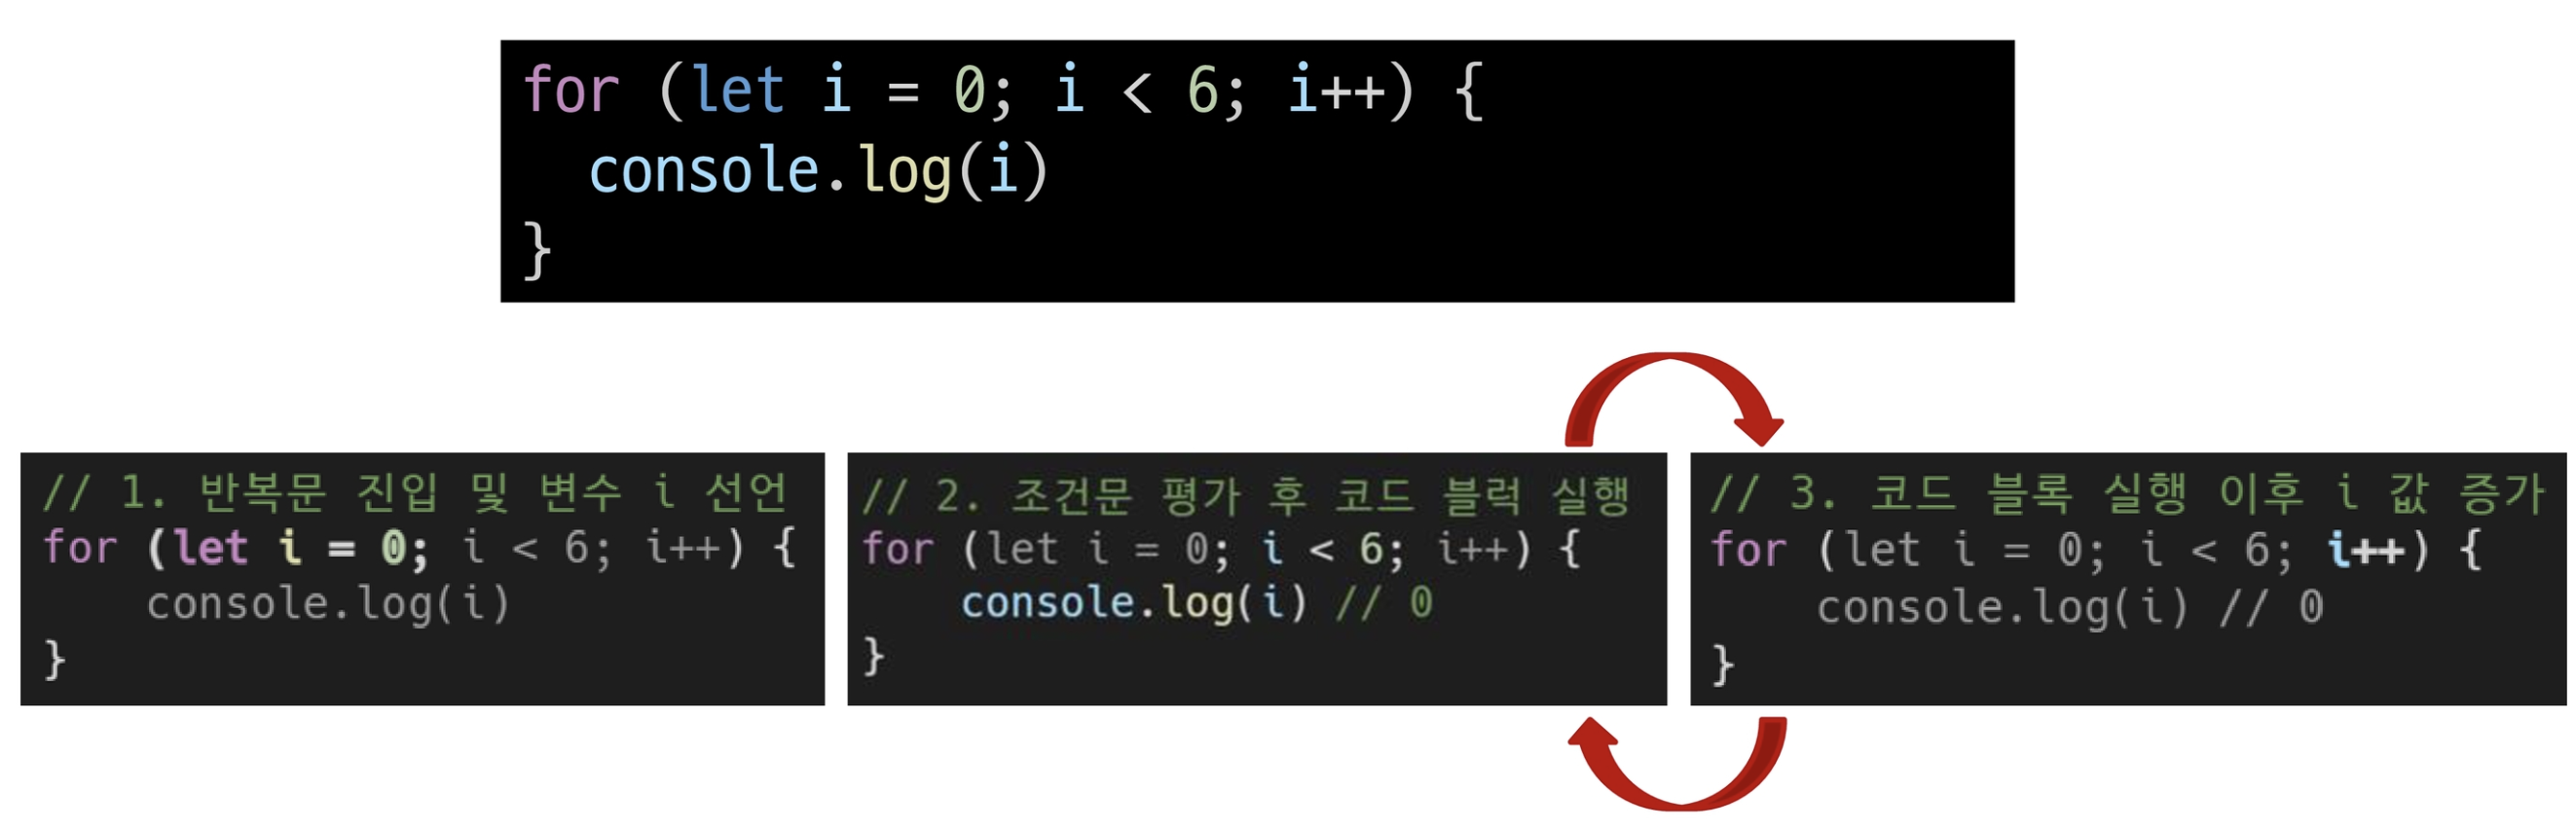 for (let i = 0; i < 6; i++) {
  console.log(i)
}
// 1. 반복문 진입 및 변수 i 선언
for (let i = 0; i < 6; i++) {
    console.log(i)
}
// 2. 조건문 평가 후 코드 블럭 실행
for (let i = 0; i < 6; i++) {
    console.log(i) // 0
}
// 3. 코드 블록 실행 이후 i 값 증가
for (let i = 0; i < 6; i++) {
    console.log(i) // 0
}